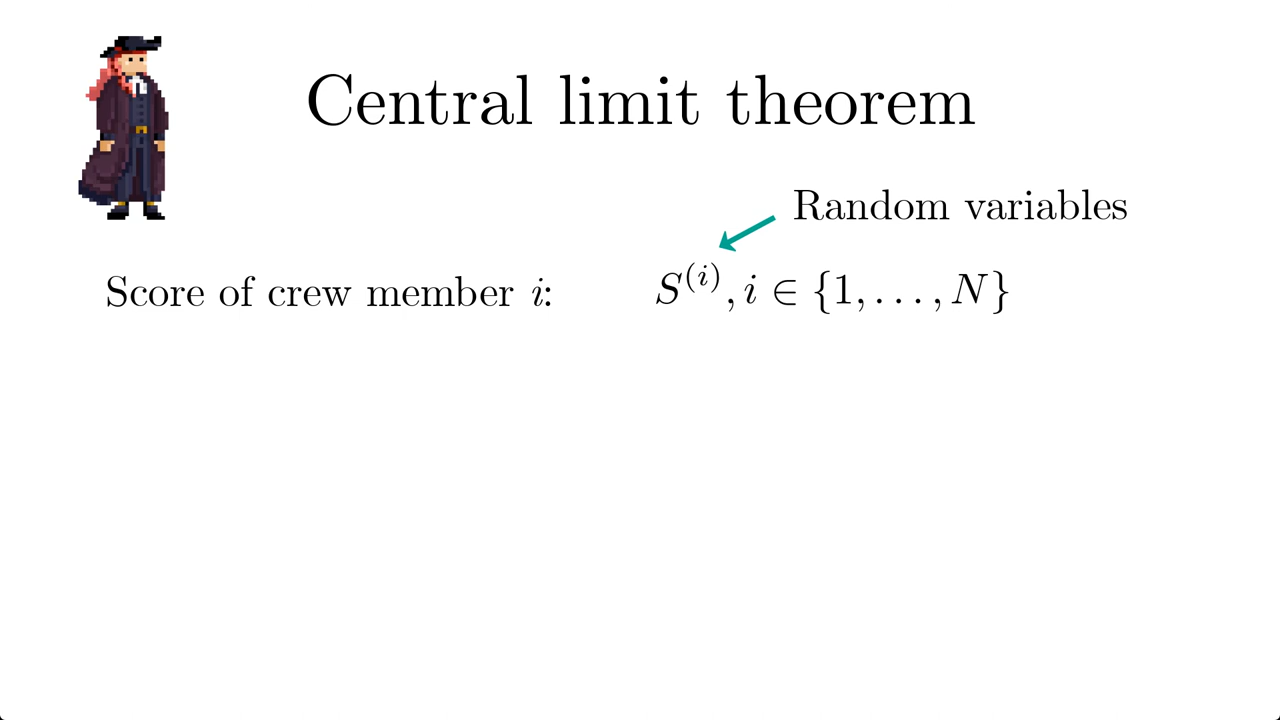 Central limit theorem
Random variables
Score of crew member i: S^{(i)}, i ∈ {1, . . . , N}